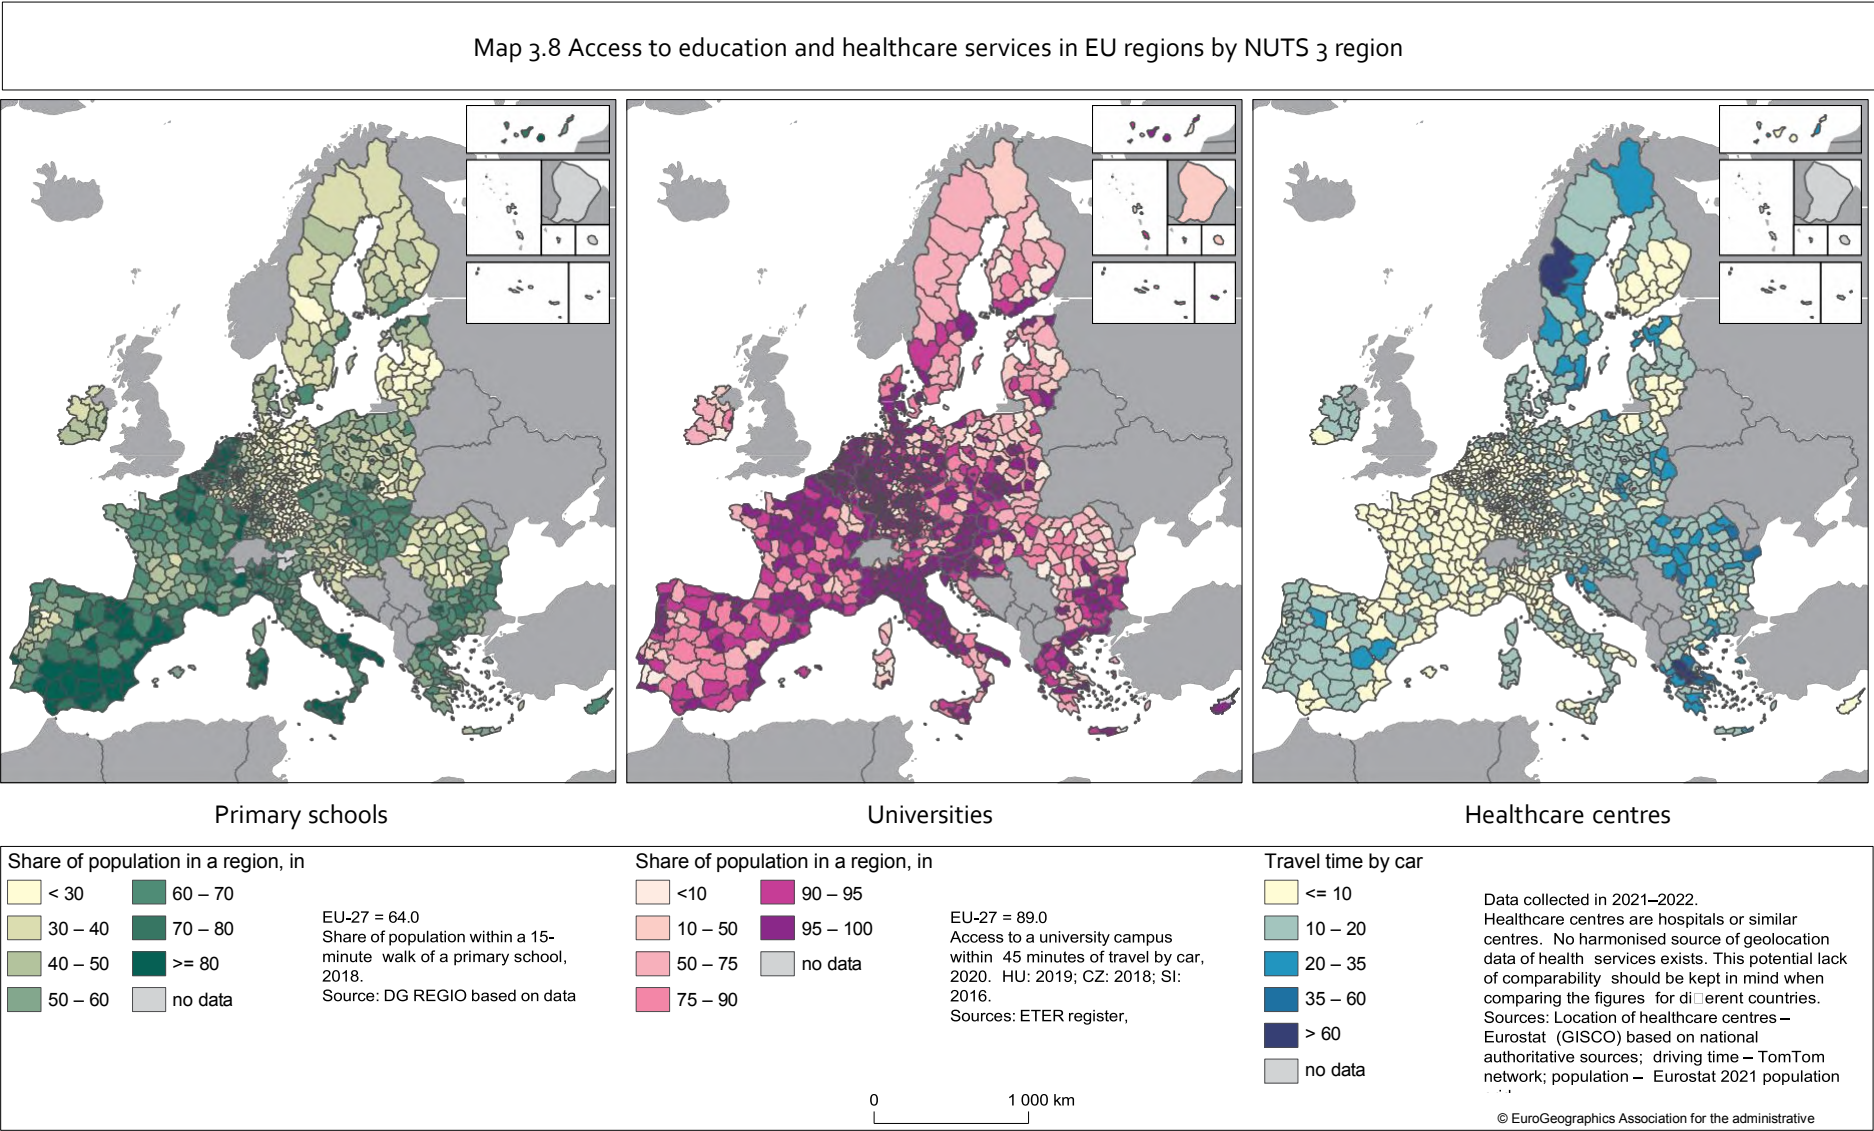 Map 3.8 Access to education and healthcare services in EU regions by NUTS 3 region
Primary schools
Universities
Healthcare centres
Share of population in a region, in
< 30
30 – 40
40 – 50
50 – 60
60 – 70
70 – 80
>= 80
no data
EU-27 = 64.0
Share of population within a 15-
minute walk of a primary school,
2018.
Source: DG REGIO based on data
Share of population in a region, in
<10
10 – 50
50 – 75
75 – 90
90 – 95
95 – 100
no data
EU-27 = 89.0
Access to a university campus
within 45 minutes of travel by car,
2020. HU: 2019; CZ: 2018; SI:
2016.
Sources: ETER register,
Travel time by car
<= 10
10 – 20
20 – 35
35 – 60
> 60
no data
Data collected in 2021–2022.
Healthcare centres are hospitals or similar
centres. No harmonised source of geolocation
data of health services exists. This potential lack
of comparability should be kept in mind when
comparing the figures for di□erent countries.
Sources: Location of healthcare centres –
Eurostat (GISCO) based on national
authoritative sources; driving time – TomTom
network; population – Eurostat 2021 population
0
1 000 km
© EuroGeographics Association for the administrative